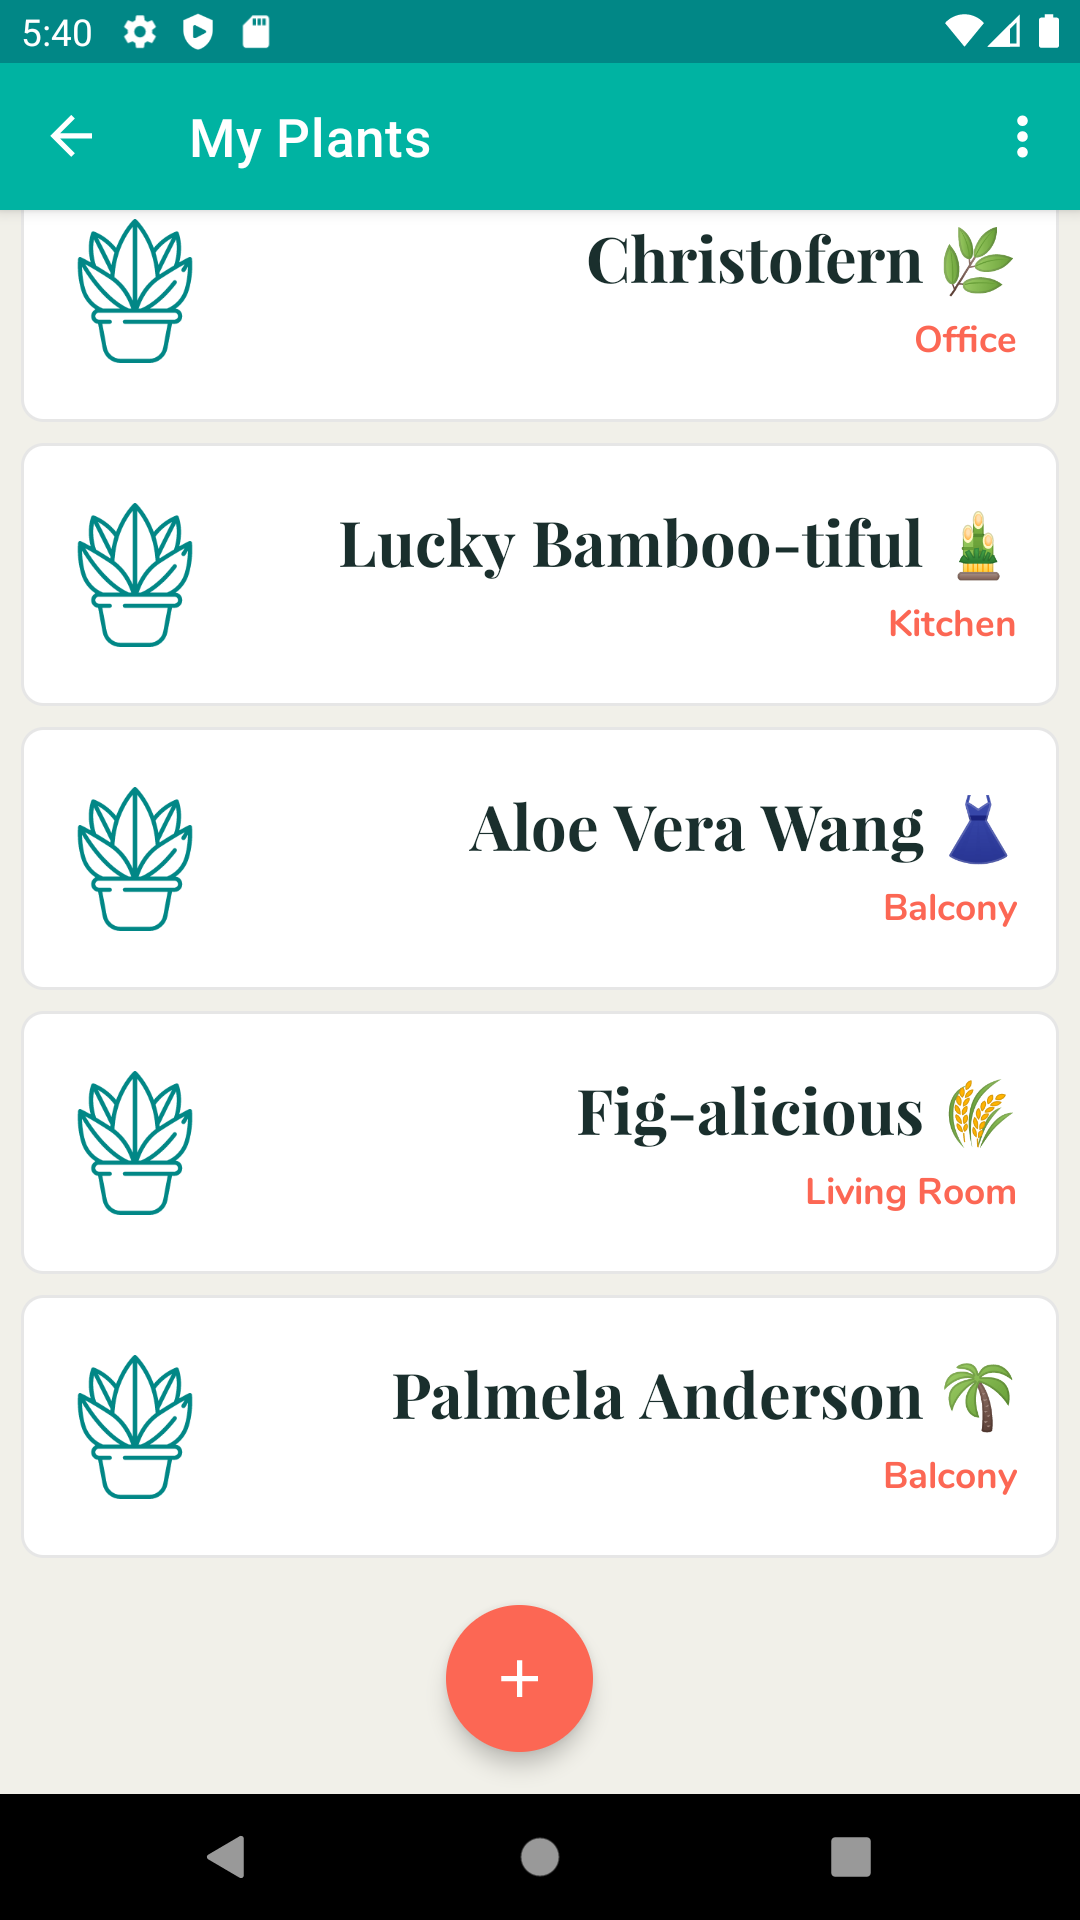 5:40
My Plants
Christofern 🌿
Office
Lucky Bamboo-tiful 🎍
Kitchen
Aloe Vera Wang 👗
Balcony
Fig-alicious 🌾
Living Room
Palmela Anderson 🌴
Balcony
+